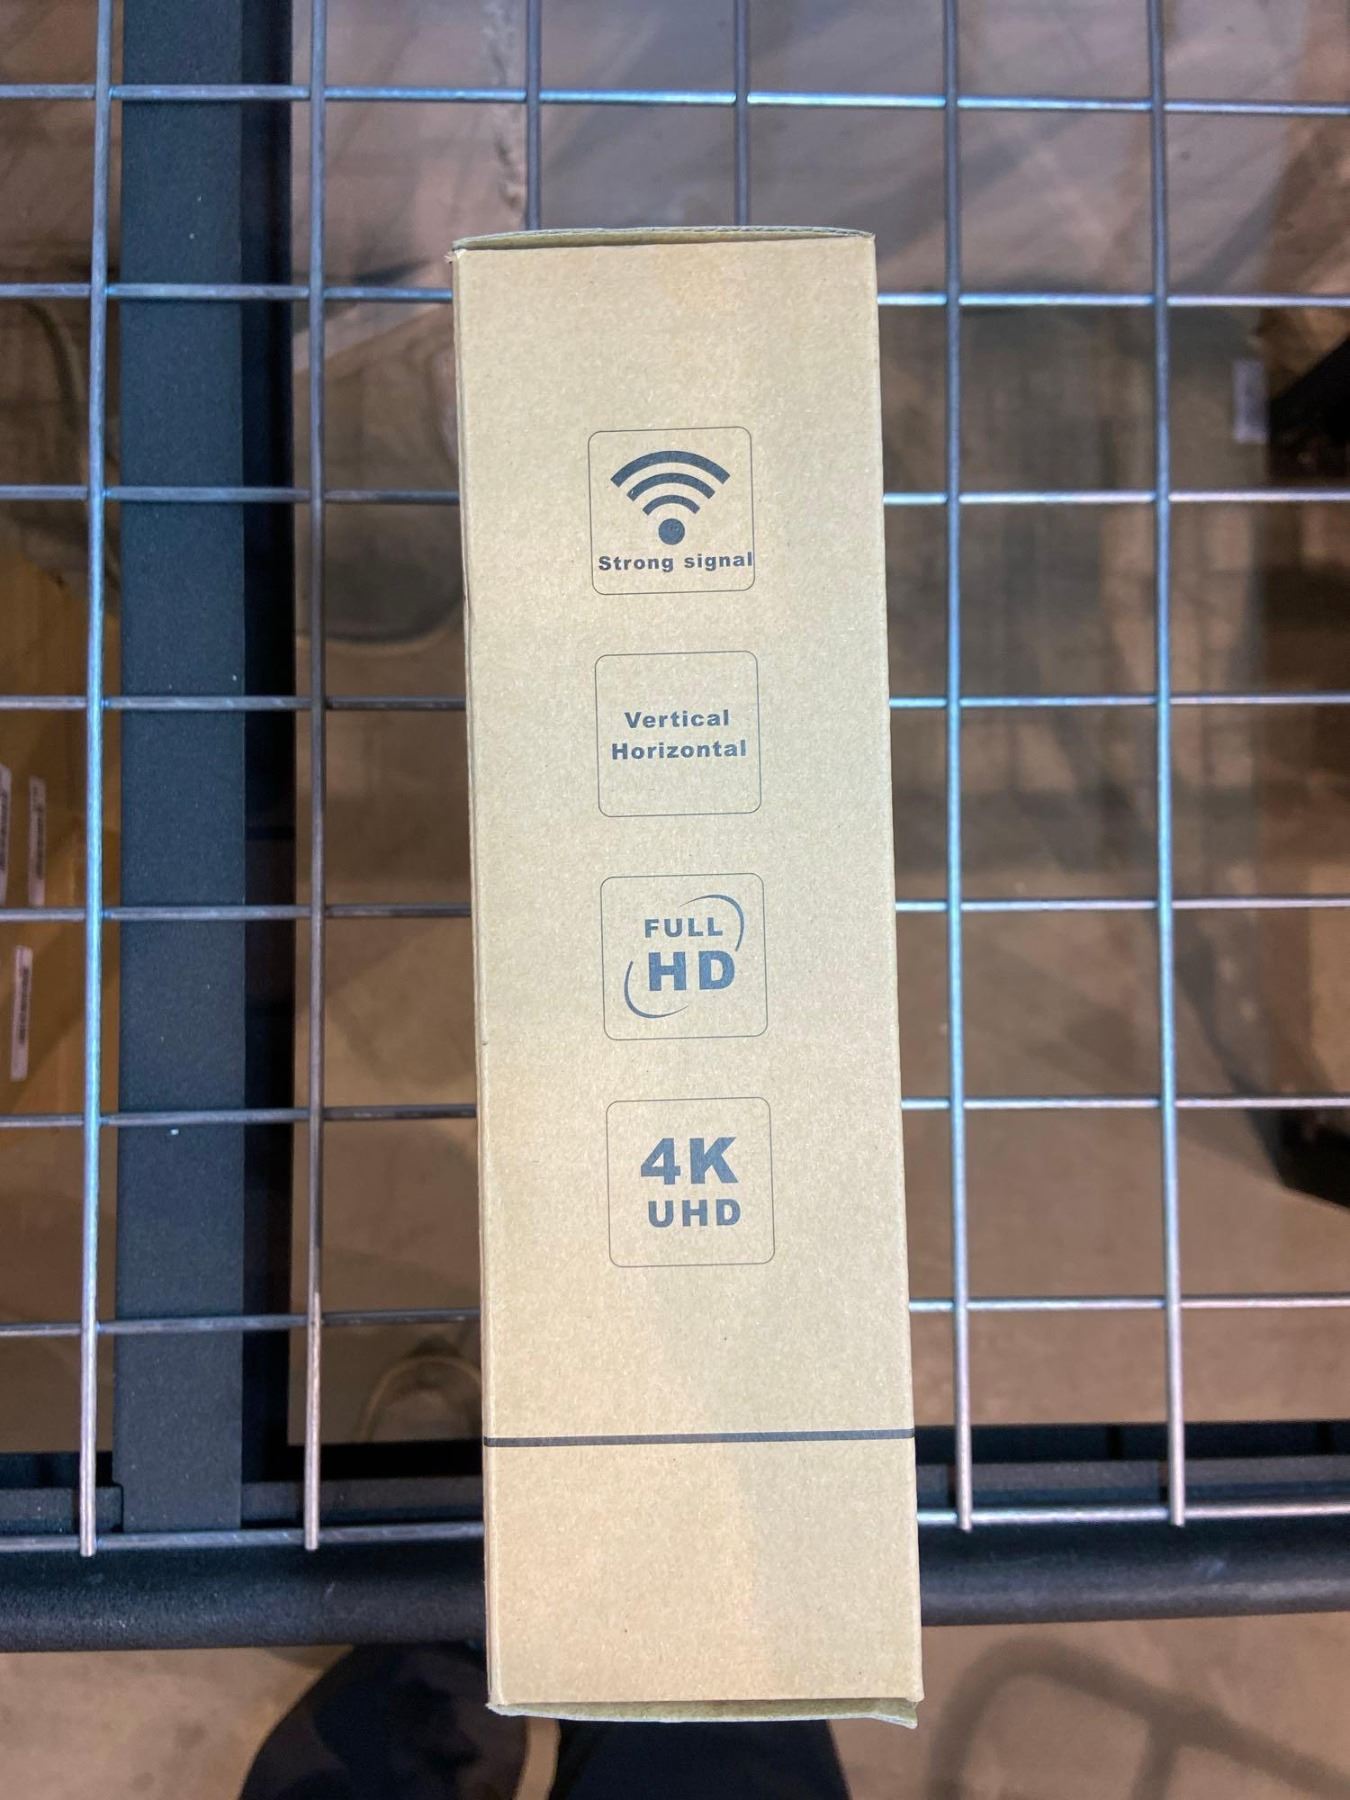 Strong signal
Vertical
Horizontal
FULL
HD
4K
UHD